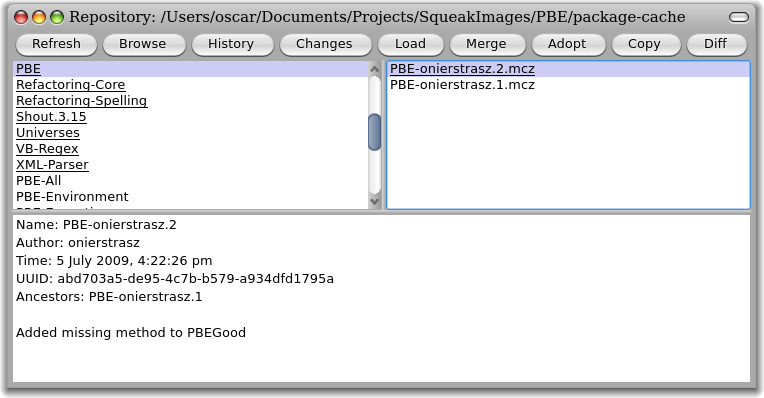 Repository: /Users/oscar/Documents/Projects/SqueakImages/PBE/package-cache
Refresh Browse History Changes Load Merge Adopt Copy Diff
PBE
Refactoring-Core
Refactoring-Spelling
Shout.3.15
Universes
VB-Regex
XML-Parser
PBE-All
PBE-Environment
PBE-onierstrasz.2.mcz
PBE-onierstrasz.1.mcz
Name: PBE-onierstrasz.2
Author: onierstrasz
Time: 5 July 2009, 4:22:26 pm
UUID: abd703a5-de95-4c7b-b579-a934dfd1795a
Ancestors: PBE-onierstrasz.1
Added missing method to PBEGood